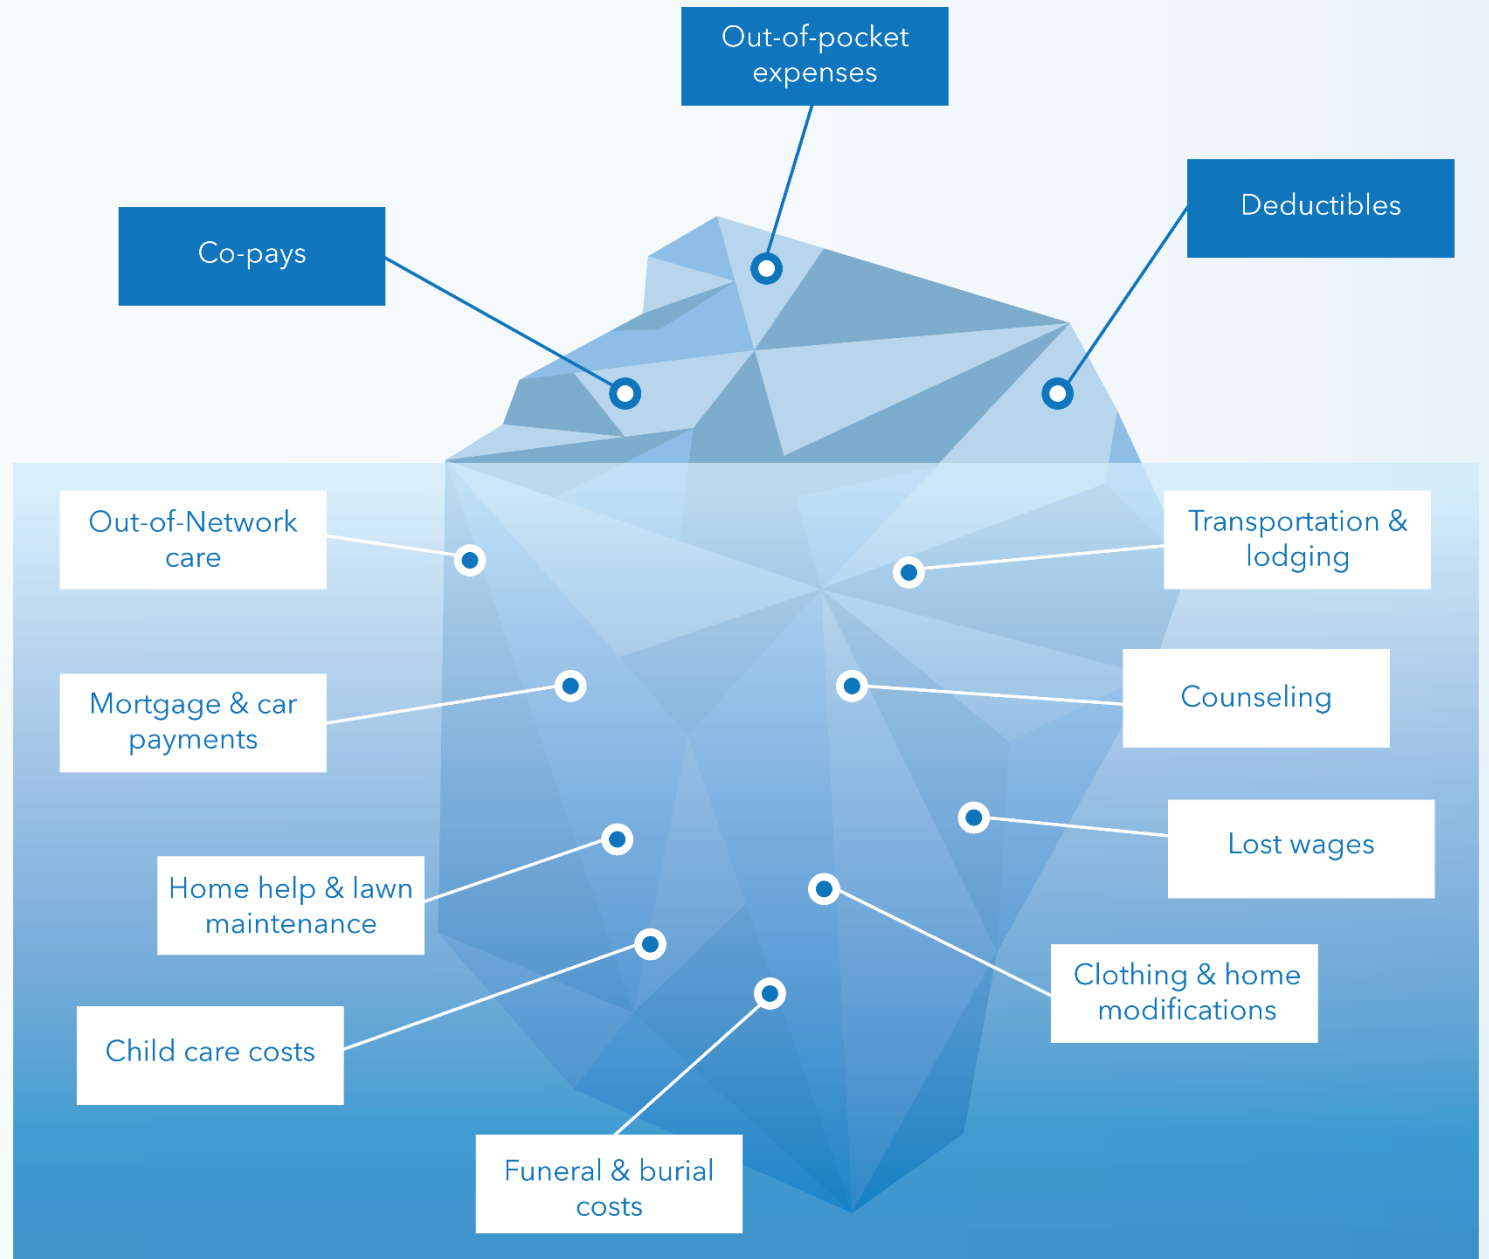 Out-of-pocket
expenses
Deductibles
Co-pays
Out-of-Network
care
Transportation &
lodging
Mortgage & car
payments
Counseling
Lost wages
Home help & lawn
maintenance
Clothing & home
modifications
Child care costs
Funeral & burial
costs